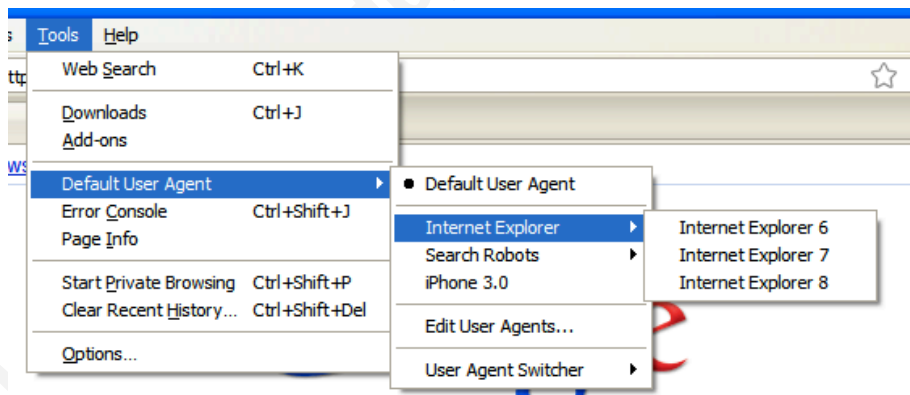 s Tools Help
ttp
Web Search Ctrl+K
Downloads Ctrl+J
Add-ons
ws
Default User Agent
Error Console Ctrl+Shift+J
Page Info
Start Private Browsing Ctrl+Shift+P
Clear Recent History... Ctrl+Shift+Del
Options...
Default User Agent
Internet Explorer
Search Robots
iPhone 3.0
Edit User Agents...
User Agent Switcher
Internet Explorer 6
Internet Explorer 7
Internet Explorer 8
e